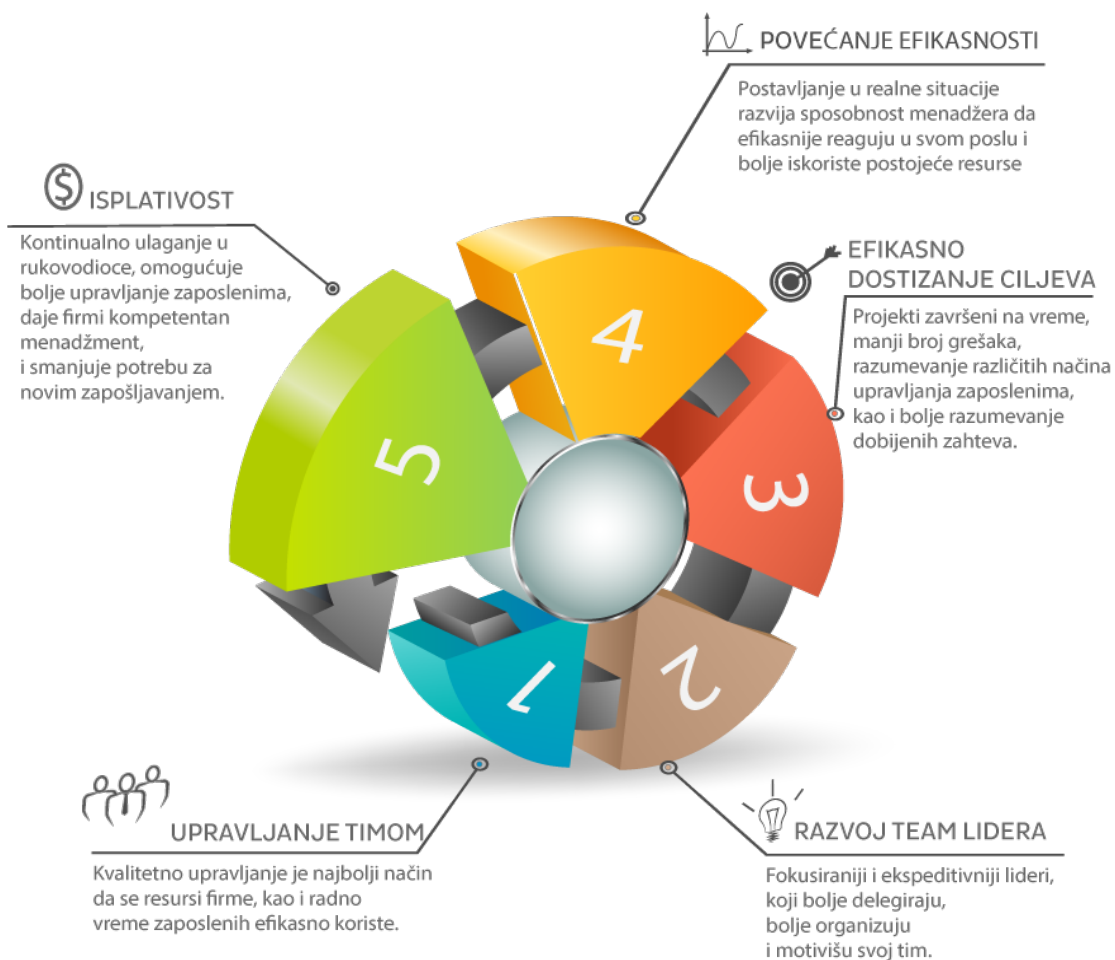 POVEĆANJE EFIKASNOSTI
Postavljanje u realne situacije
razvija sposobnost menadžera da
efikasnije reaguju u svom poslu i
bolje iskoriste postojeće resurse
$
ISPLATIVOST
Kontinualno ulaganje u
rukovodioce, omogućuje
bolje upravljanje zaposlenima,
daje firmi kompetentan
menadžment,
i smanjuje potrebu za
novim zapošljavanjem.
EFIKASNO
DOSTIZANJE CILJEVA
Projekti završeni na vreme,
manji broj grešaka,
razumevanje različitih načina
upravljanja zaposlenima,
kao i bolje razumevanje
dobijenih zahteva.
4
5
3
2
1
UPRAVLJANJE TIMOM
Kvalitetno upravljanje je najbolji način
da se resursi firme, kao i radno
vreme zaposlenih efikasno koriste.
RAZVOJ TEAM LIDERA
Fokusiraniji i ekspeditivniji lideri,
koji bolje delegiraju,
bolje organizuju
i motivišu svoj tim.